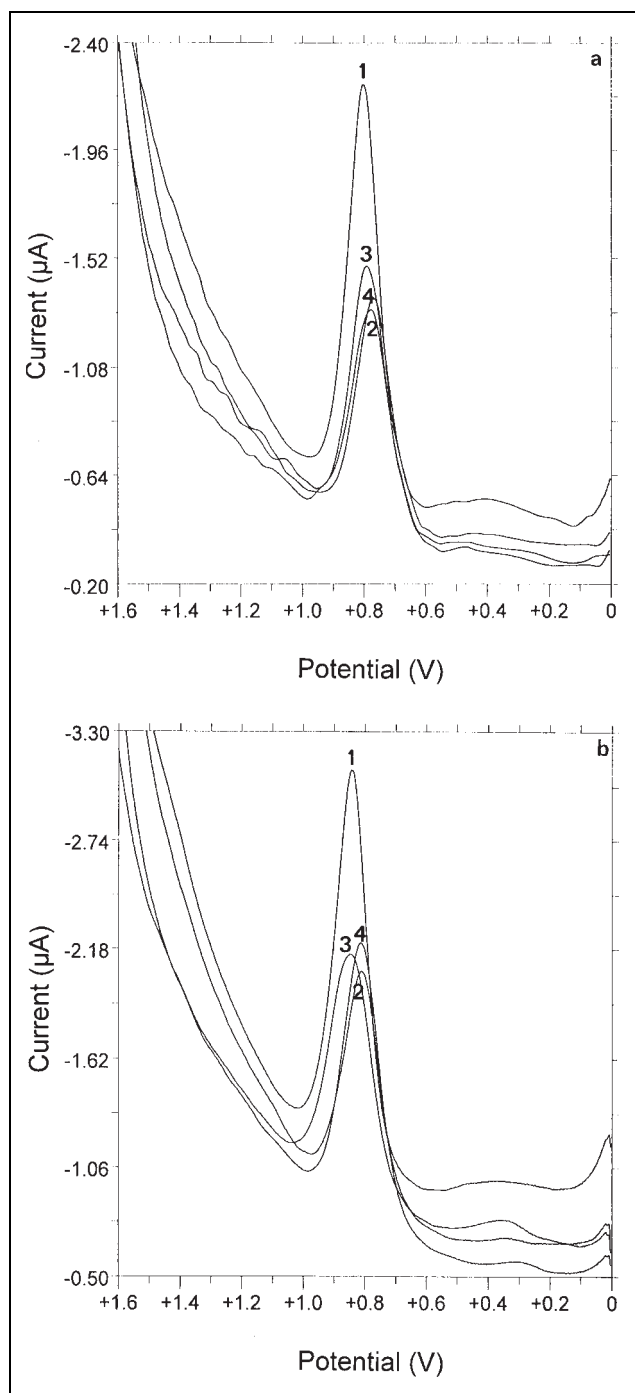 a
-2.40
1
-1.96
3
-1.52
4
2
-1.08
-0.64
-0.20
Current (µA)
+1.6 +1.4 +1.2 +1.0 +0.8 +0.6 +0.4 +0.2 0
Potential (V)
b
-3.30
1
-2.74
4
3
-2.18
2
-1.62
-1.06
-0.50
Current (µA)
+1.6 +1.4 +1.2 +1.0 +0.8 +0.6 +0.4 +0.2 0
Potential (V)